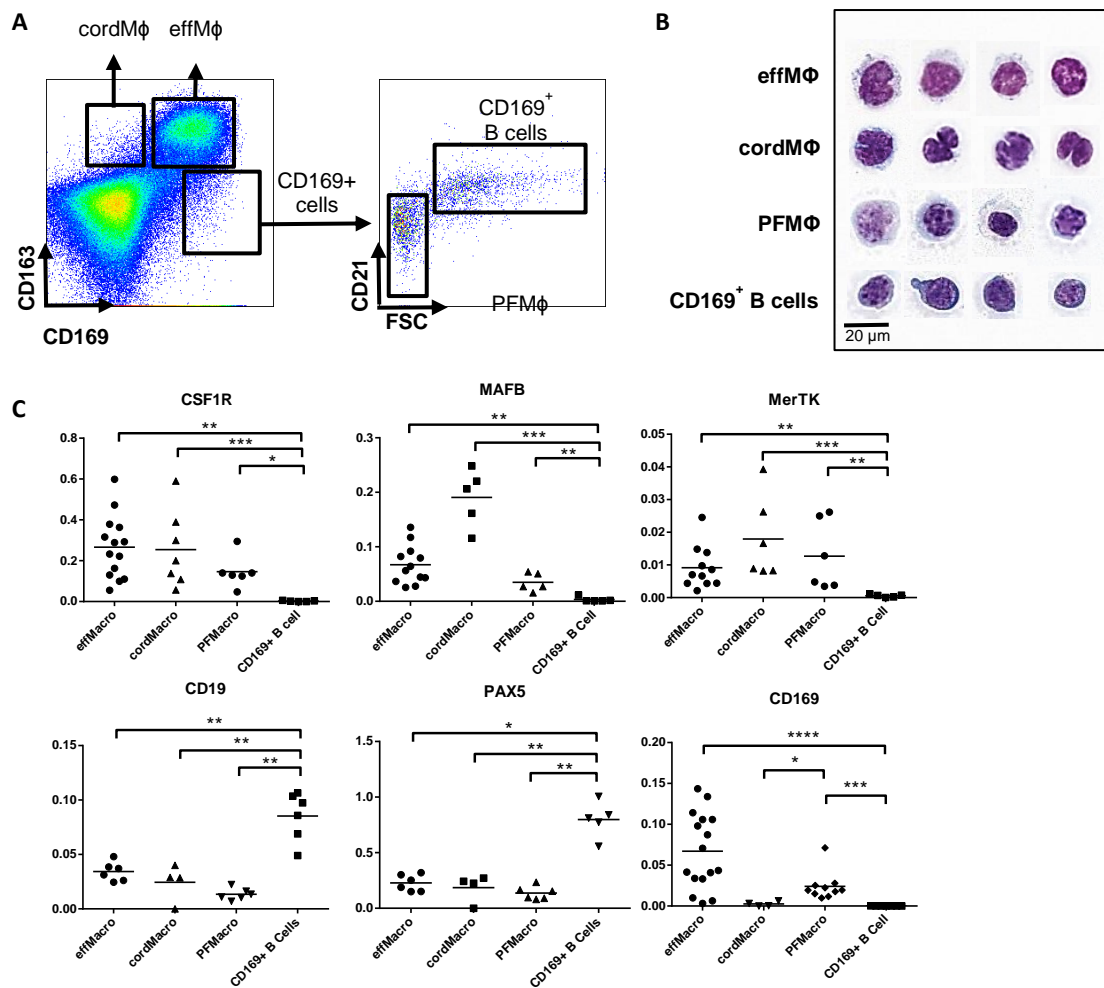 A
cordMϕ effMϕ
CD163
CD169
CD169+
cells
CD169+
B cells
CD21
FSC
PFMϕ
B
effMΦ
cordMΦ
PFMΦ
CD169+ B cells
20 µm
C
CSF1R
**
***
*
0.8
0.6
0.4
0.2
0.0
effMacro
cordMacro
PFMacro
CD169+ B Cell
MAFB
**
***
**
0.3
0.2
0.1
0.0
effMacro
cordMacro
PFMacro
CD169+ B Cell
MerTK
**
***
**
0.05
0.04
0.03
0.02
0.01
0.00
effMacro
cordMacro
PFMacro
CD169+ B Cell
CD19
**
**
**
0.15
0.10
0.05
0.00
effMacro
cordMacro
PFMacro
CD169+ B Cells
PAX5
*
**
**
1.5
1.0
0.5
0.0
effMacro
cordMacro
PFMacro
CD169+ B Cells
CD169
****
*
***
0.20
0.15
0.10
0.05
0.00
effMacro
cordMacro
PFMacro
CD169+ B Cell